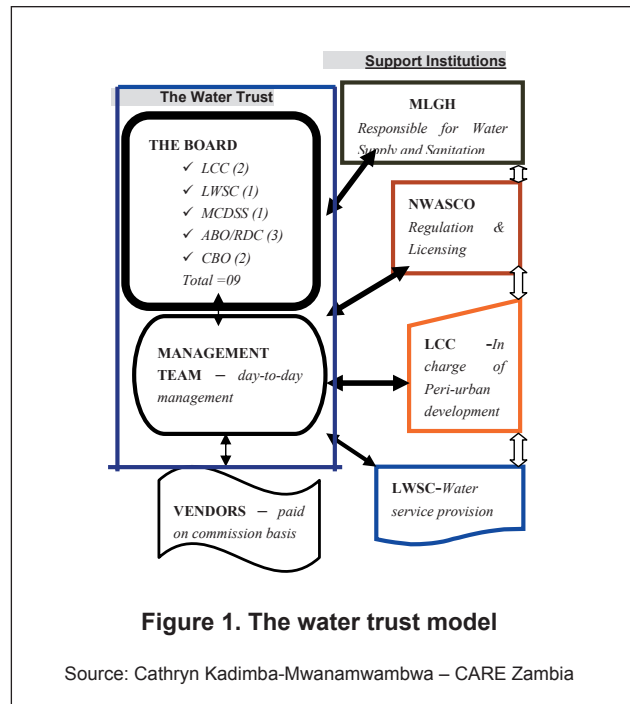 Support Institutions
The Water Trust
THE BOARD
✓ LCC (2)
✓ LWSC (1)
✓ MCDSS (1)
✓ ABO/RDC (3)
✓ CBO (2)
Total =09
MANAGEMENT
TEAM – day-to-day
management
VENDORS – paid
on commission basis
MLGH
Responsible for Water
Supply and Sanitation
NWASCO
Regulation &
Licensing
LCC -In
charge of
Peri-urban
development
LWSC-Water
service provision
Figure 1. The water trust model
Source: Cathryn Kadimba-Mwanamwambwa – CARE Zambia